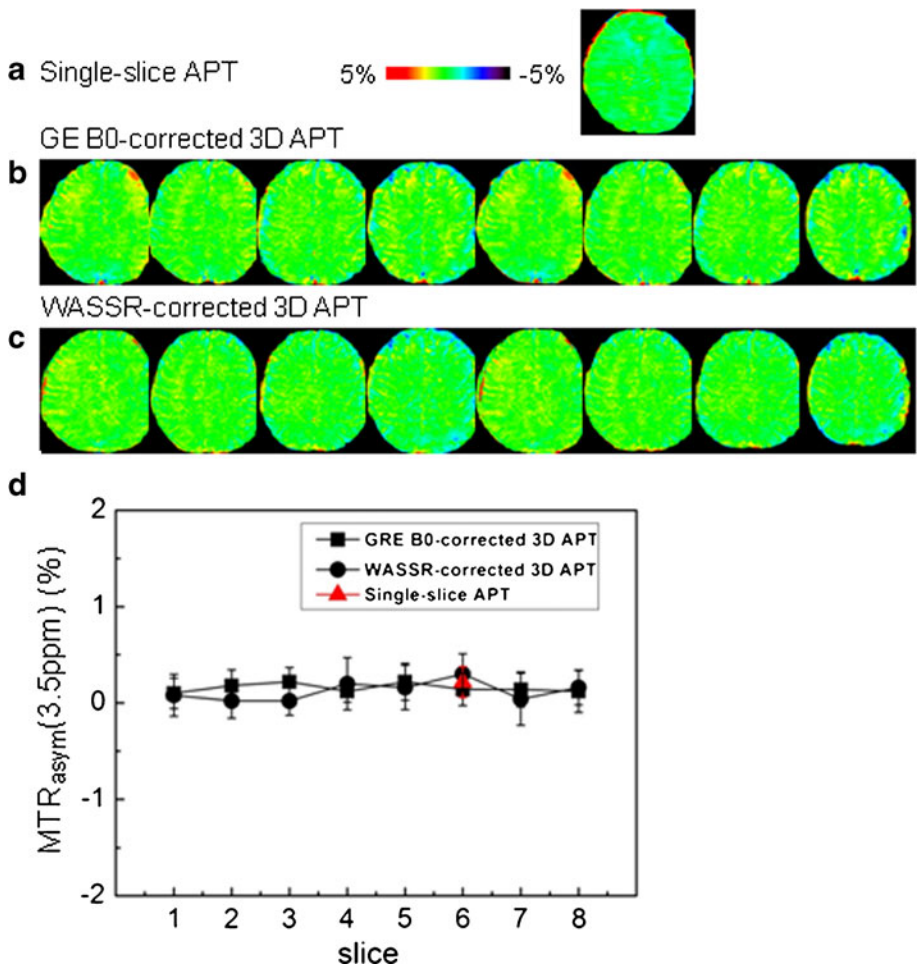 a Single-slice APT 5% -5%
GE B0-corrected 3D APT
b
WASSR-corrected 3D APT
c
d
2
1
0
-1
-2
MTRasym(3.5ppm) (%)
GRE B0-corrected 3D APT
WASSR-corrected 3D APT
Single-slice APT
1 2 3 4 5 6 7 8
slice